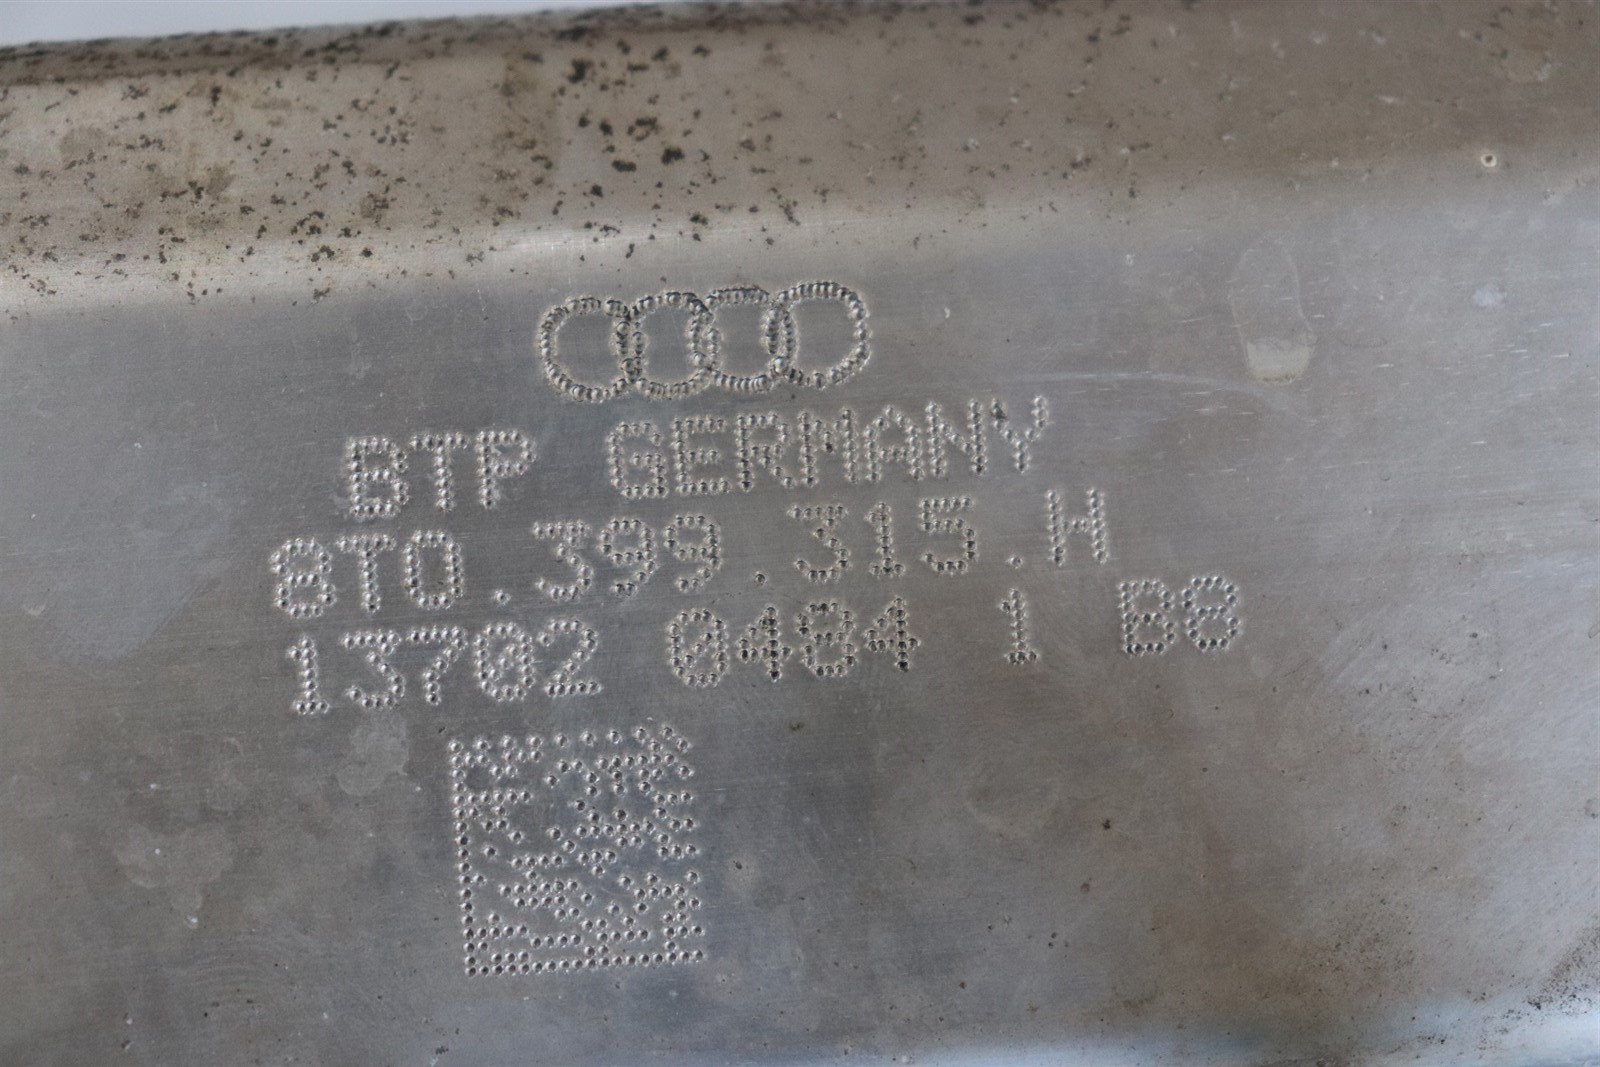 BTP GERMANY
8T0.399.315.H
13702 0484 1 B8